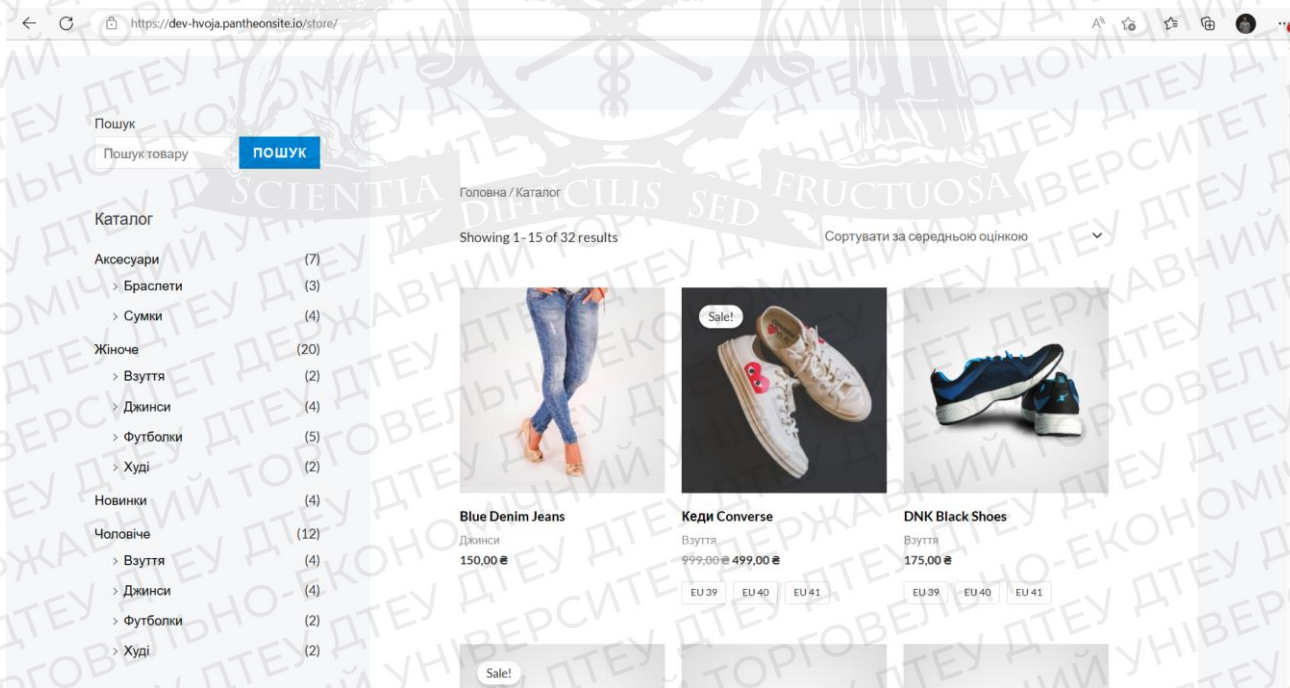 https://dev-hvoja.pantheonsite.io/store/
Пошук
Пошук товару
ПОШУК
SCIENTIA DIFFICILIS SED FRUCTUOSA
Каталог
Аксесуари (7)
> Браслети (3)
> Сумки (4)
Жіноче (20)
> Взуття (2)
> Джинси (4)
> Футболки (5)
> Худі (2)
Новинки (4)
Чоловіче (12)
> Взуття (4)
> Джинси (4)
> Футболки (2)
> Худі (2)
Головна / Каталог
Showing 1–15 of 32 results
Сортувати за середньою оцінкою
Blue Denim Jeans
Джинси
150,00 ₴
Sale!
Кеди Converse
Взуття
999,00 ₴ 499,00 ₴
EU 39 EU 40 EU 41
DNK Black Shoes
Взуття
175,00 ₴
EU 39 EU 40 EU 41
Sale!